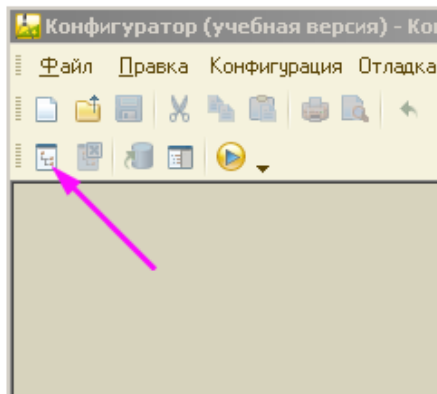 Конфигуратор (учебная версия) - Ко
Файл Правка Конфигурация Отладка